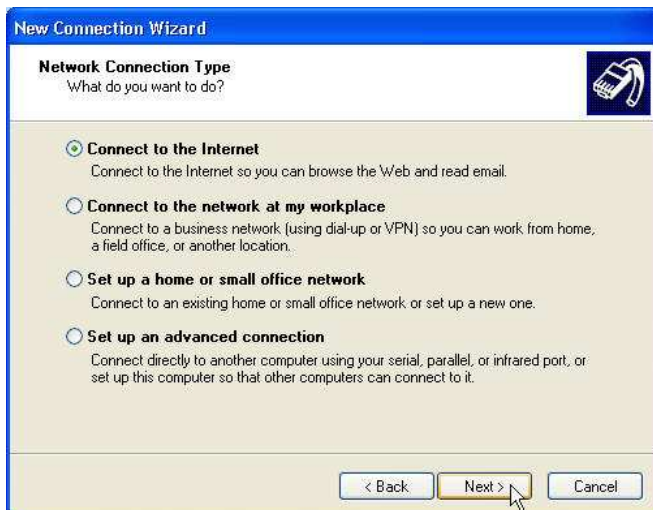 New Connection Wizard
Network Connection Type
What do you want to do?
Connect to the Internet
Connect to the Internet so you can browse the Web and read email.
Connect to the network at my workplace
Connect to a business network (using dial-up or VPN) so you can work from home,
a field office, or another location.
Set up a home or small office network
Connect to an existing home or small office network or set up a new one.
Set up an advanced connection
Connect directly to another computer using your serial, parallel, or infrared port, or
set up this computer so that other computers can connect to it.
< Back Next > Cancel